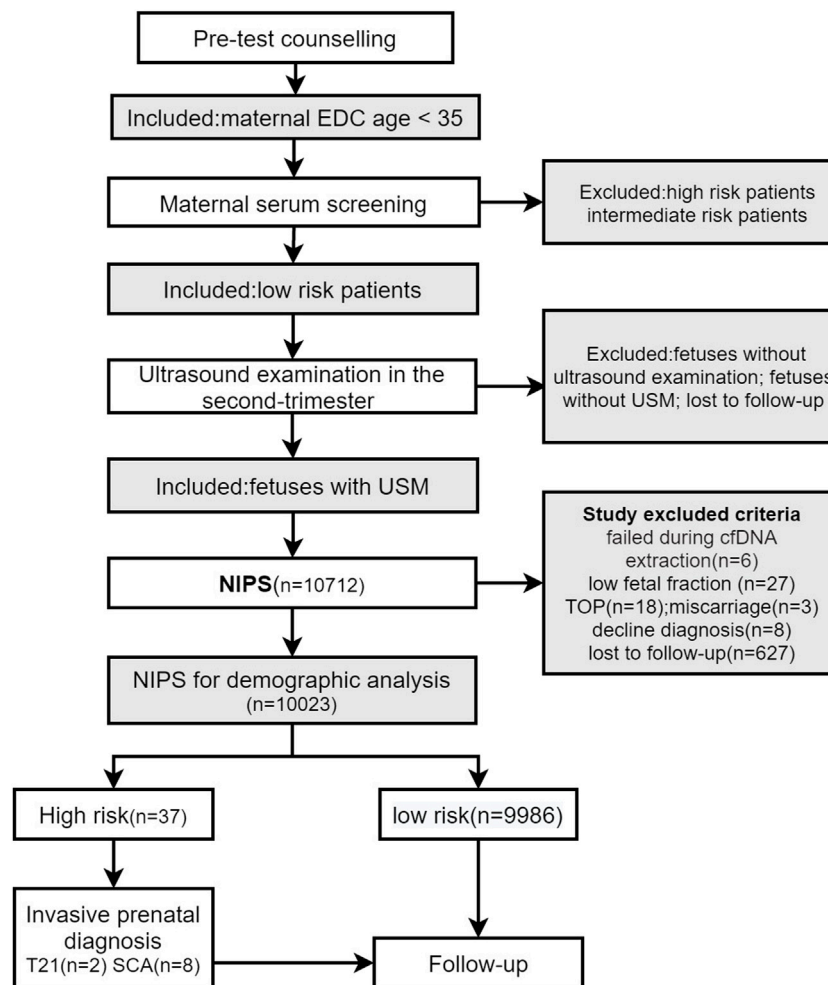 Pre-test counselling
Included:maternal EDC age < 35
Maternal serum screening
Excluded:high risk patients
intermediate risk patients
Included:low risk patients
Ultrasound examination in the
second-trimester
Excluded:fetuses without
ultrasound examination; fetuses
without USM; lost to follow-up
Included:fetuses with USM
NIPS(n=10712)
Study excluded criteria
failed during cfDNA
extraction(n=6)
low fetal fraction (n=27)
TOP(n=18);miscarriage(n=3)
decline diagnosis(n=8)
lost to follow-up(n=627)
NIPS for demographic analysis
(n=10023)
High risk(n=37)
low risk(n=9986)
Invasive prenatal
diagnosis
T21(n=2) SCA(n=8)
Follow-up